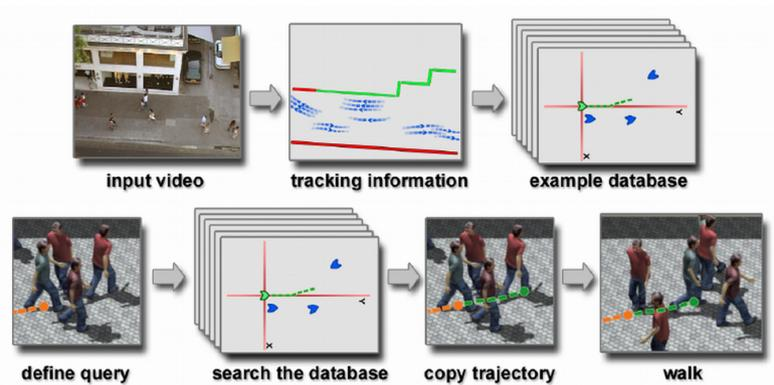 input video
tracking information
Y
X
example database
define query
Y
X
search the database
copy trajectory
walk